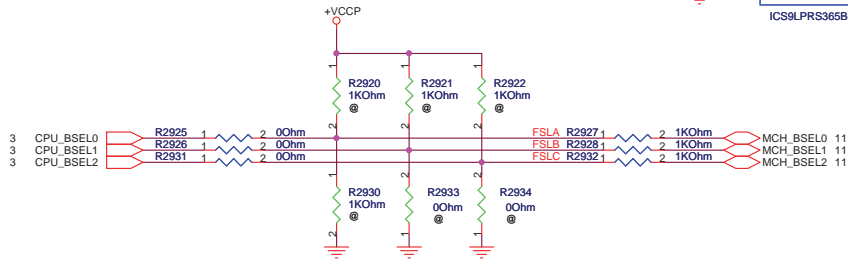 ICS9LPRS365B
+VCCP
1 1 1
R2920 R2921 R2922
1KOhm 1KOhm 1KOhm
@ @ @
2 2 2
3 CPU_BSEL0 R2925 1 2 0Ohm FSLA R2927 1 2 1KOhm MCH_BSEL0 11
3 CPU_BSEL1 R2926 1 2 0Ohm FSLB R2928 1 2 1KOhm MCH_BSEL1 11
3 CPU_BSEL2 R2931 1 2 0Ohm FSLC R2932 1 2 1KOhm MCH_BSEL2 11
1 2 2
R2930 R2933 R2934
1KOhm 0Ohm 0Ohm
@ @ @
2 1 1